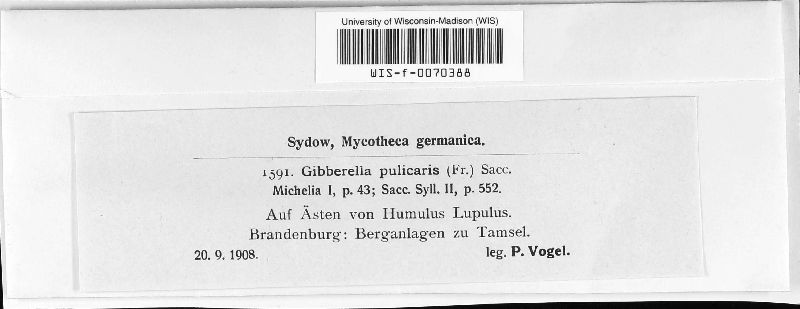 University of Wisconsin-Madison (WIS)
WIS-f-0070388
Sydow, Mycotheca germanica.
1591. Gibberella pulicaris (Fr.) Sacc.
Michelia I, p. 43; Sacc. Syll. II, p. 552.
Auf Ästen von Humulus Lupulus.
Brandenburg: Berganlagen zu Tamsel.
20. 9. 1908. leg. P. Vogel.